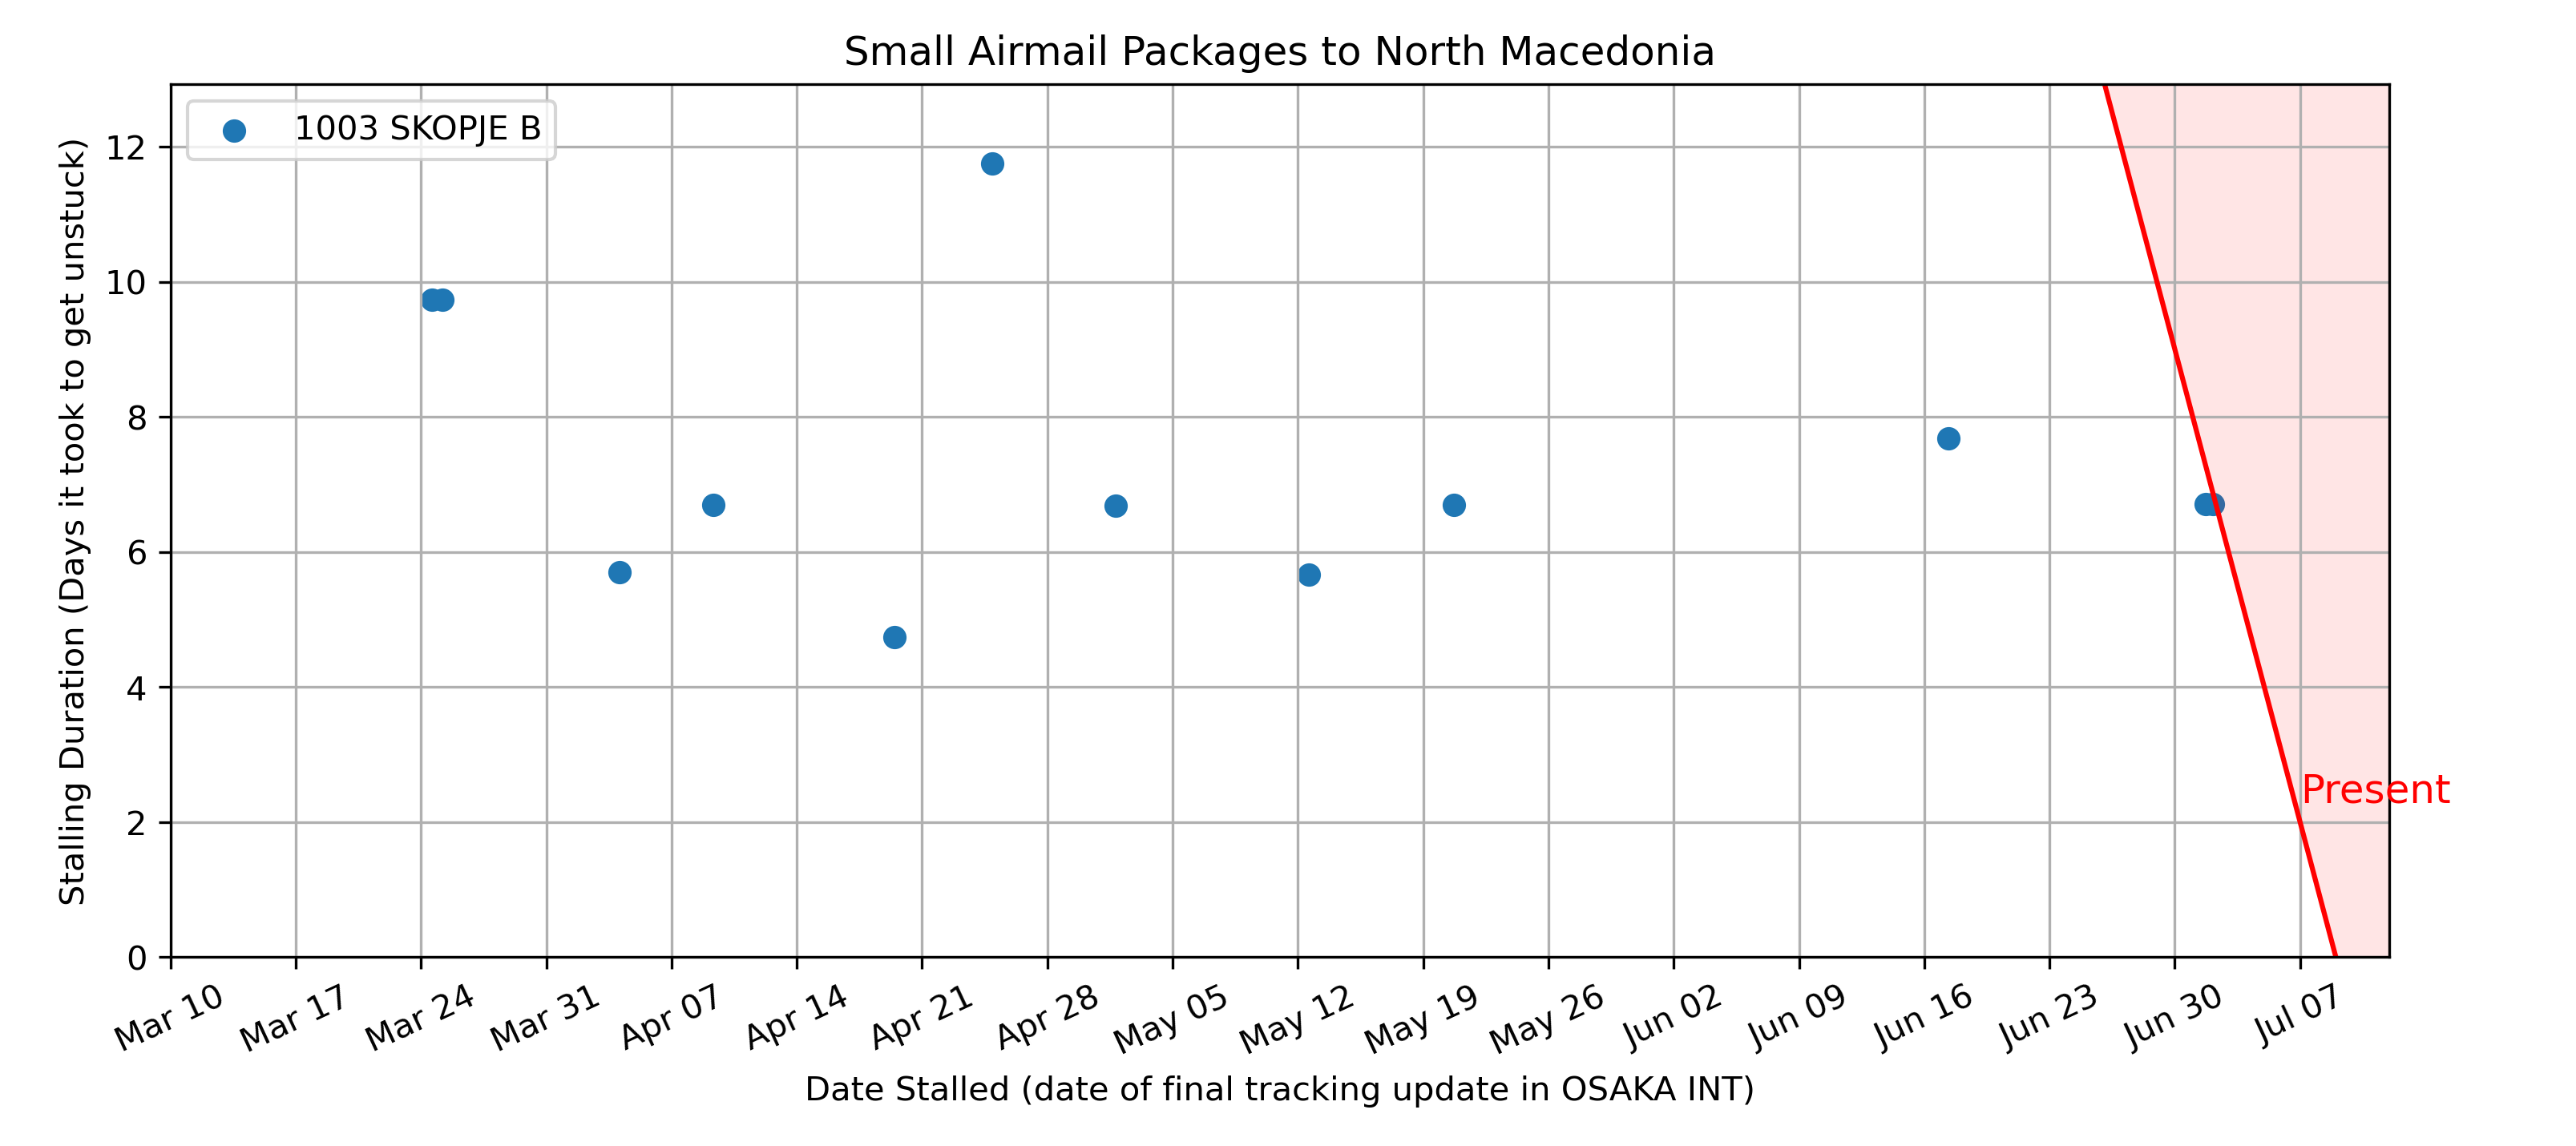 Small Airmail Packages to North Macedonia
1003 SKOPJE B
Stalling Duration (Days it took to get unstuck)
12
10
8
6
4
2
0
Present
Mar 10
Mar 17
Mar 24
Mar 31
Apr 07
Apr 14
Apr 21
Apr 28
May 05
May 12
May 19
May 26
Jun 02
Jun 09
Jun 16
Jun 23
Jun 30
Jul 07
Date Stalled (date of final tracking update in OSAKA INT)